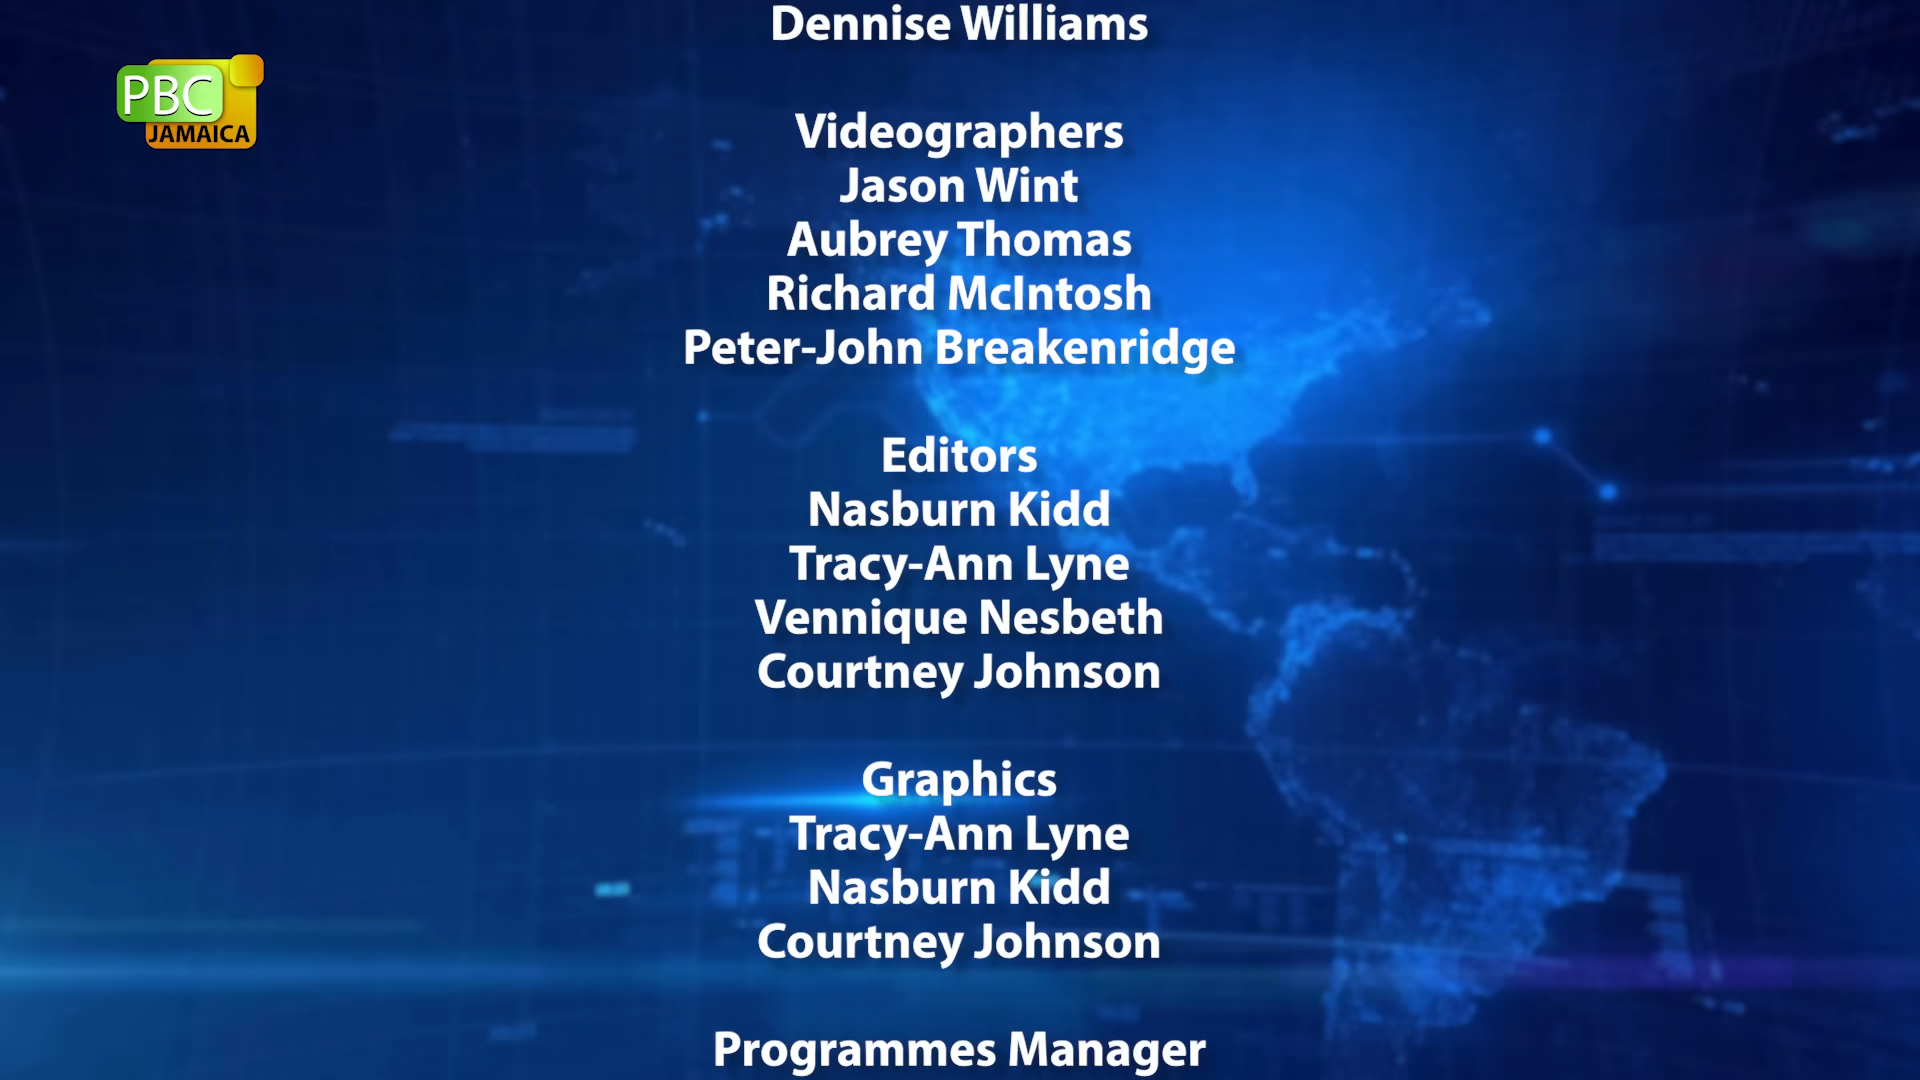 Dennise Williams
PBC
JAMAICA
Videographers
Jason Wint
Aubrey Thomas
Richard McIntosh
Peter-John Breakenridge
Editors
Nasburn Kidd
Tracy-Ann Lyne
Vennique Nesbeth
Courtney Johnson
Graphics
Tracy-Ann Lyne
Nasburn Kidd
Courtney Johnson
Programmes Manager